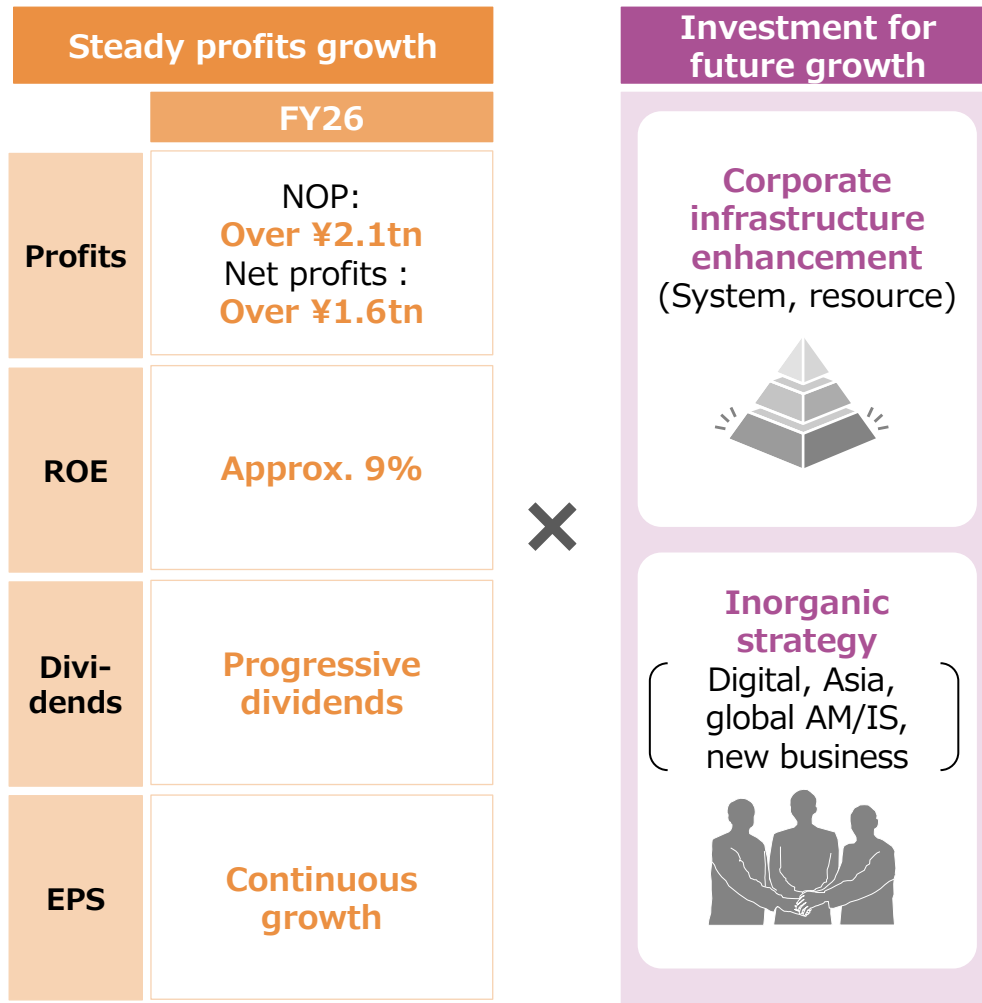 Steady profits growth
FY26
Profits
NOP:
Over ¥2.1tn
Net profits :
Over ¥1.6tn
ROE
Approx. 9%
Divi-
dends
Progressive
dividends
EPS
Continuous
growth
×
Investment for
future growth
Corporate
infrastructure
enhancement
(System, resource)
Inorganic
strategy
Digital, Asia,
global AM/IS,
new business